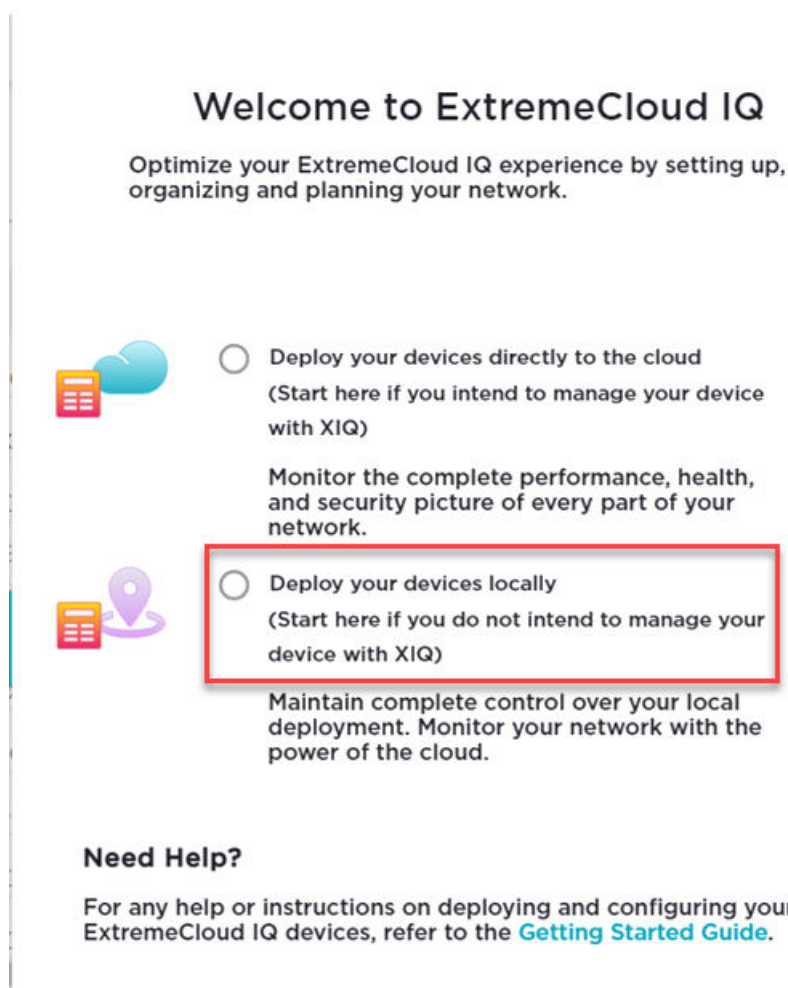 Welcome to ExtremeCloud IQ
Optimize your ExtremeCloud IQ experience by setting up,
organizing and planning your network.
Deploy your devices directly to the cloud
(Start here if you intend to manage your device
with XIQ)
Monitor the complete performance, health,
and security picture of every part of your
network.
Deploy your devices locally
(Start here if you do not intend to manage your
device with XIQ)
Maintain complete control over your local
deployment. Monitor your network with the
power of the cloud.
Need Help?
For any help or instructions on deploying and configuring your
ExtremeCloud IQ devices, refer to the Getting Started Guide.